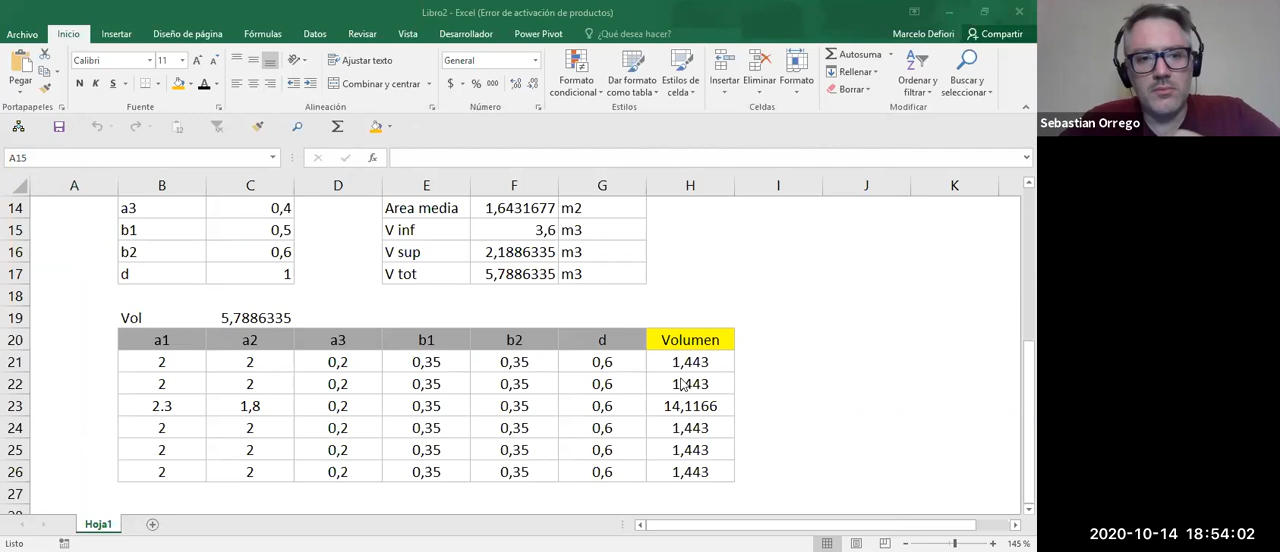 Libro2 - Excel (Error de activación de productos)
Archivo Inicio Insertar Diseño de página Fórmulas Datos Revisar Vista Desarrollador Power Pivot ¿Qué desea hacer? Marcelo Defiori Compartir
Pegar
Calibri 11
N K S
Ajustar texto
Combinar y centrar
General
$ % 000
Formato condicional
Dar formato como tabla
Estilos de celda
Insertar Eliminar Formato
Autosuma
Rellenar
Borrar
Ordenar y filtrar
Buscar y seleccionar
Portapapeles Fuente Alineación Número Estilos Celdas Modificar
A15 fx
A B C D E F G H I J K
14 a3 0,4 Area media 1,6431677 m2
15 b1 0,5 V inf 3,6 m3
16 b2 0,6 V sup 2,1886335 m3
17 d 1 V tot 5,7886335 m3
18
19 Vol 5,7886335
20 a1 a2 a3 b1 b2 d Volumen
21 2 2 0,2 0,35 0,35 0,6 1,443
22 2 2 0,2 0,35 0,35 0,6 1,443
23 2.3 1,8 0,2 0,35 0,35 0,6 14,1166
24 2 2 0,2 0,35 0,35 0,6 1,443
25 2 2 0,2 0,35 0,35 0,6 1,443
26 2 2 0,2 0,35 0,35 0,6 1,443
27
Hoja1
Listo 145 %
Sebastian Orrego
2020-10-14 18:54:02